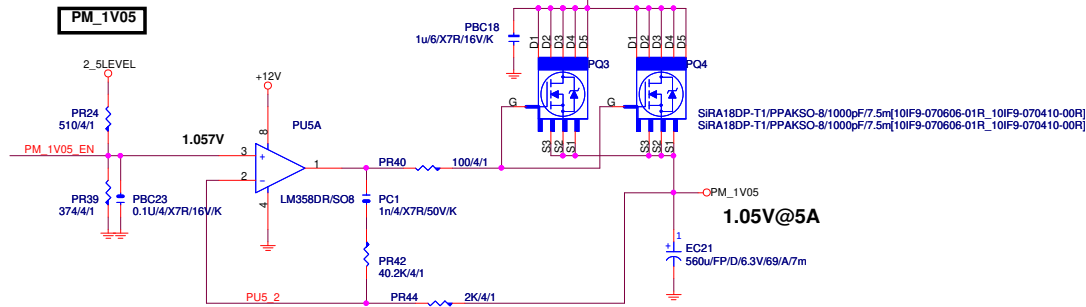 PM_1V05
2_5LEVEL
PR24
510/4/1
PM_1V05_EN
1.057V
PR39
374/4/1
PBC23
0.1U/4/X7R/16V/K
+12V
8
PU5A
3
+
2
-
1
4
LM358DR/SO8
PR40
100/4/1
PC1
1n/4/X7R/50V/K
PR42
40.2K/4/1
PU5_2
PR44
2K/4/1
PBC18
1u/6/X7R/16V/K
D1
D2
D3
D4
D5
PQ3
G
S3
S2
S1
D1
D2
D3
D4
D5
PQ4
G
S3
S2
S1
SiRA18DP-T1/PPAKSO-8/1000pF/7.5m[10IF9-070606-01R_10IF9-070410-00R]
SiRA18DP-T1/PPAKSO-8/1000pF/7.5m[10IF9-070606-01R_10IF9-070410-00R]
PM_1V05
1.05V@5A
1
+
EC21
560u/FP/D/6.3V/69/A/7m